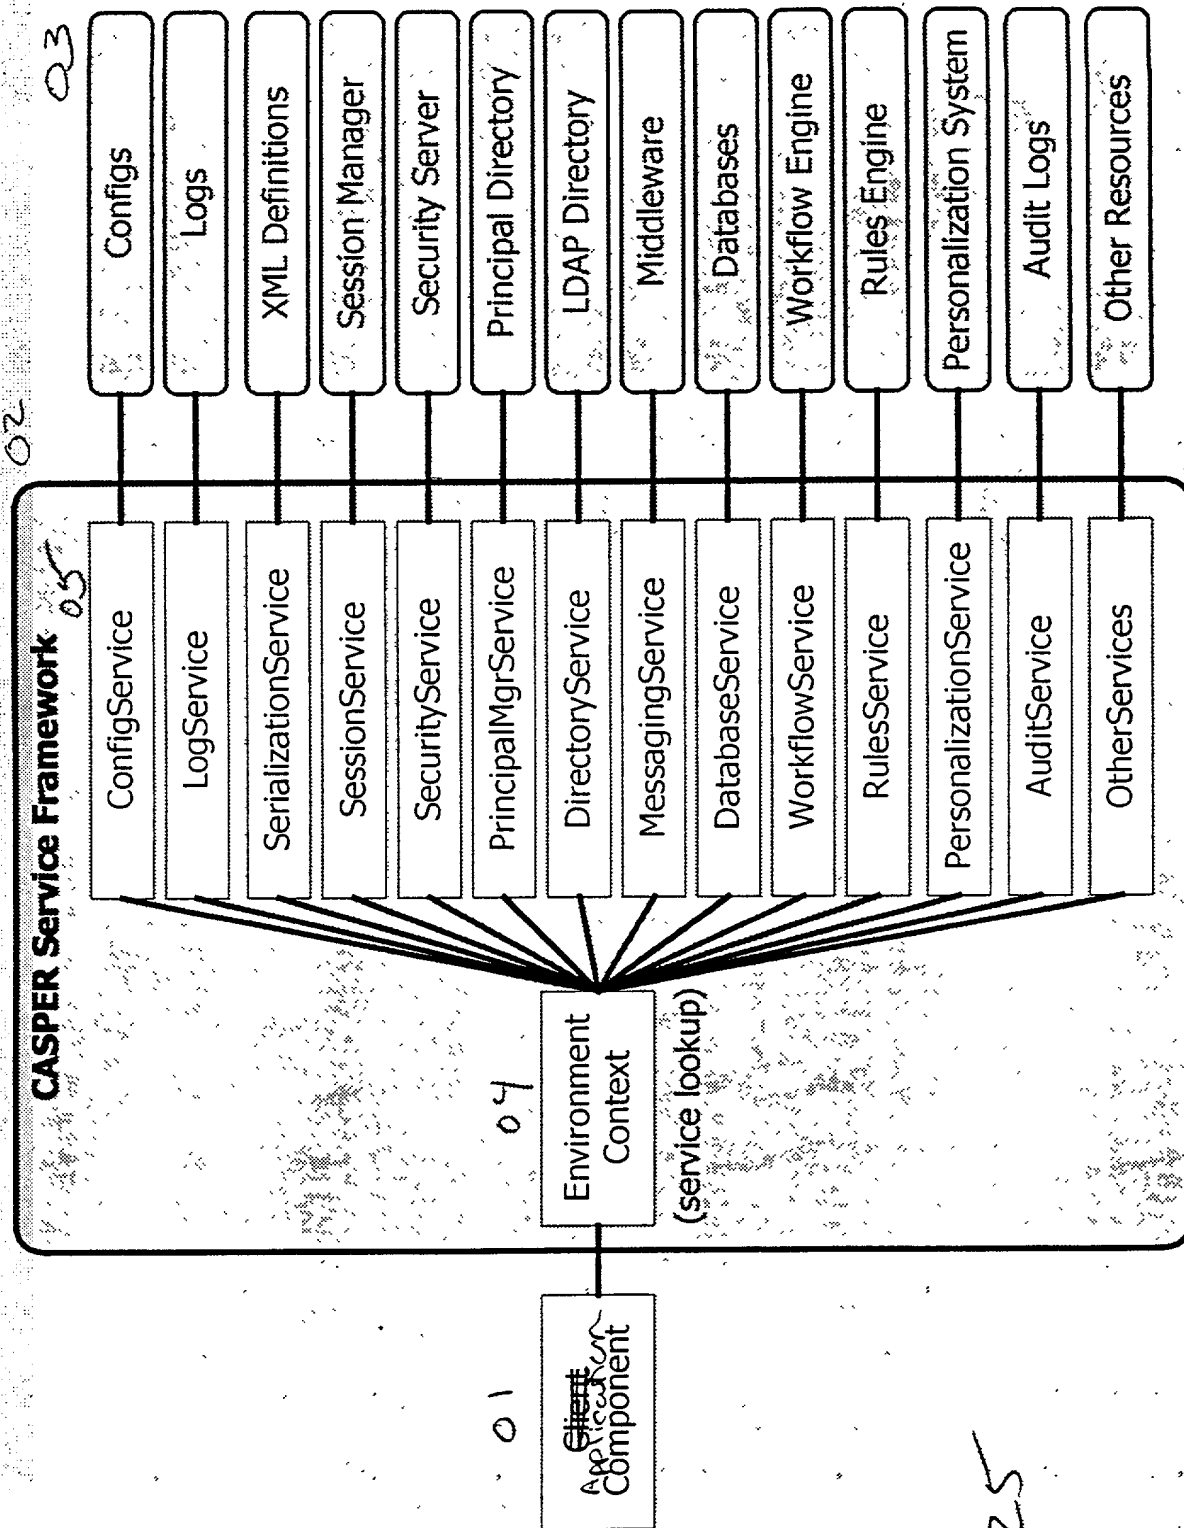 02
03
CASPER Service Framework
05
ConfigService
Configs
LogService
Logs
SerializationService
XML Definitions
SessionService
Session Manager
SecurityService
Security Server
PrincipalMgrService
Principal Directory
DirectoryService
LDAP Directory
MessagingService
Middleware
DatabaseService
Databases
WorkflowService
Workflow Engine
RulesService
Rules Engine
PersonalizationService
Personalization System
AuditService
Audit Logs
OtherServices
Other Resources
01
Client
Application
Component
04
Environment
Context
(service lookup)
25